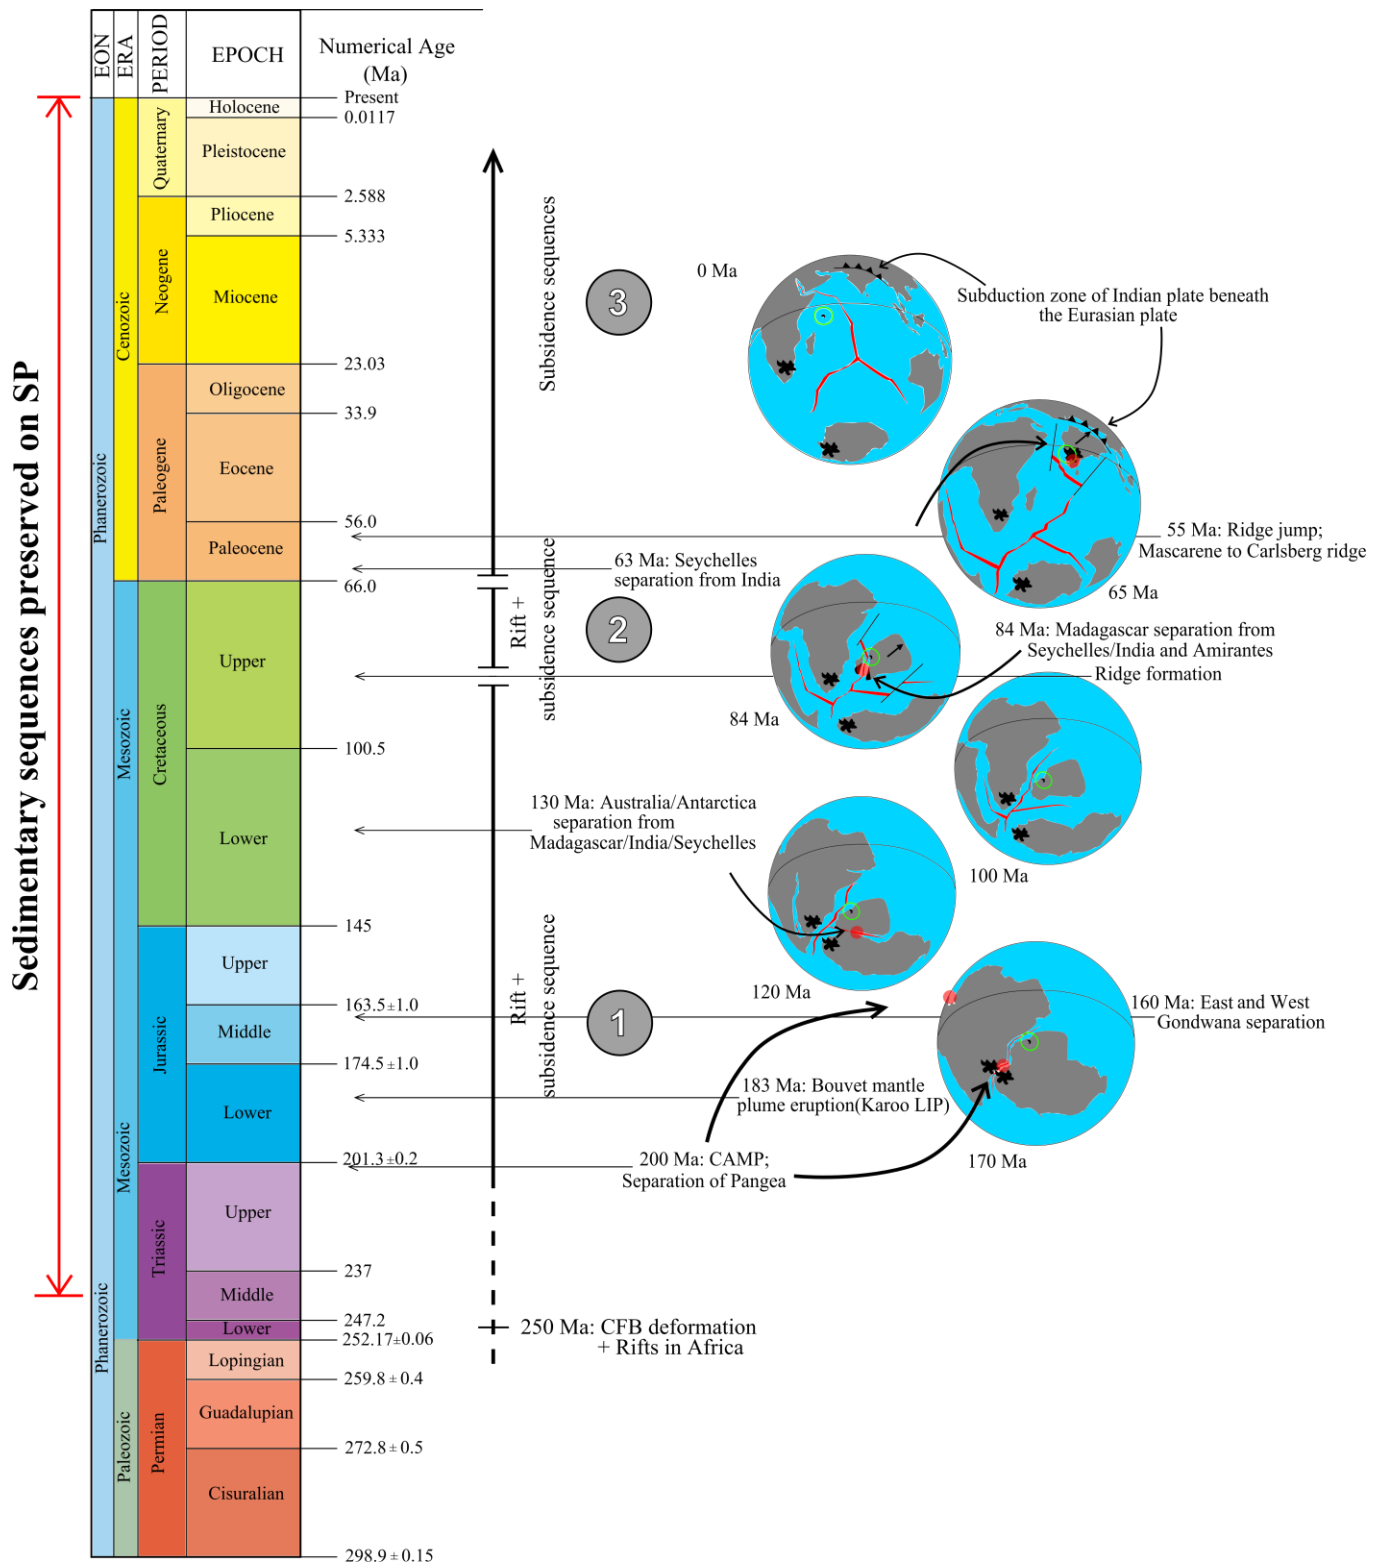 EON
ERA
PERIOD
EPOCH
Numerical Age
(Ma)
Sedimentary sequences preserved on SP
Phanerozoic
Phanerozoic
Cenozoic
Mesozoic
Mesozoic
Paleozoic
Quaternary
Neogene
Paleogene
Cretaceous
Jurassic
Triassic
Permian
Holocene
Pleistocene
Pliocene
Miocene
Oligocene
Eocene
Paleocene
Upper
Lower
Upper
Middle
Lower
Upper
Middle
Lower
Lopingian
Guadalupian
Cisuralian
Present
0.0117
2.588
5.333
23.03
33.9
56.0
66.0
100.5
145
163.5±1.0
174.5 ±1.0
201.3 ±0.2
237
247.2
252.17±0.06
259.8 ± 0.4
272.8 ± 0.5
298.9 ± 0.15
Subsidence sequences
3
Rift +
subsidence sequence
2
Rift +
subsidence sequence
1
0 Ma
Subduction zone of Indian plate beneath
the Eurasian plate
55 Ma: Ridge jump;
Mascarene to Carlsberg ridge
65 Ma
63 Ma: Seychelles
separation from India
84 Ma: Madagascar separation from
Seychelles/India and Amirantes
Ridge formation
84 Ma
100 Ma
130 Ma: Australia/Antarctica
separation from
Madagascar/India/Seychelles
120 Ma
160 Ma: East and West
Gondwana separation
183 Ma: Bouvet mantle
plume eruption(Karoo LIP)
200 Ma: CAMP;
Separation of Pangea
170 Ma
250 Ma: CFB deformation
+ Rifts in Africa